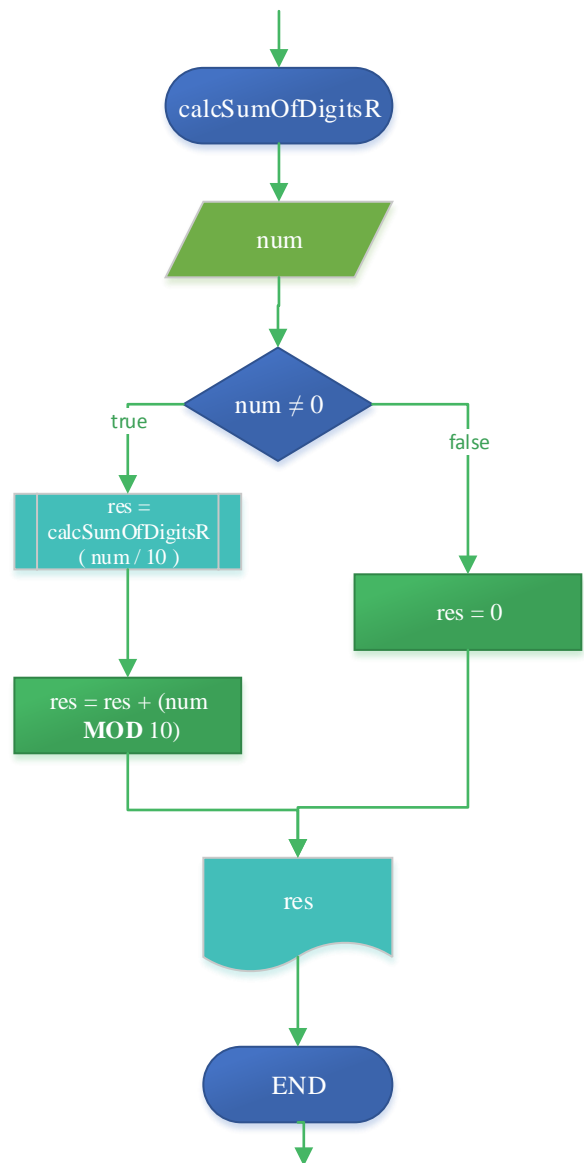 calcSumOfDigitsR
num
num ≠ 0
true
false
res =
calcSumOfDigitsR
( num / 10 )
res = 0
res = res + (num
MOD 10)
res
END